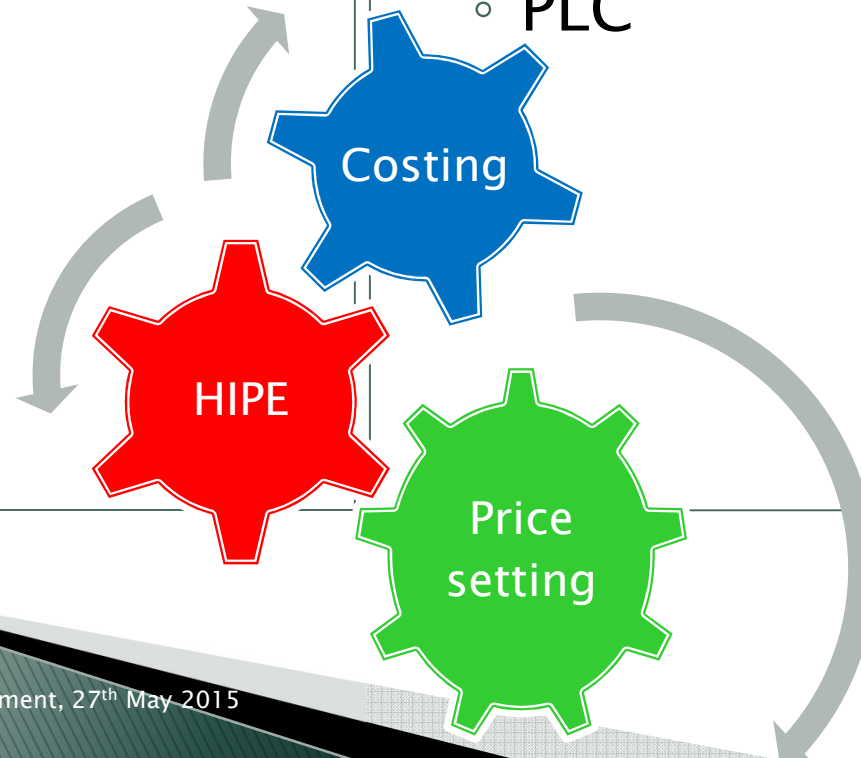 ◦ PLC
Costing
HIPE
Price
setting
ment, 27th May 2015